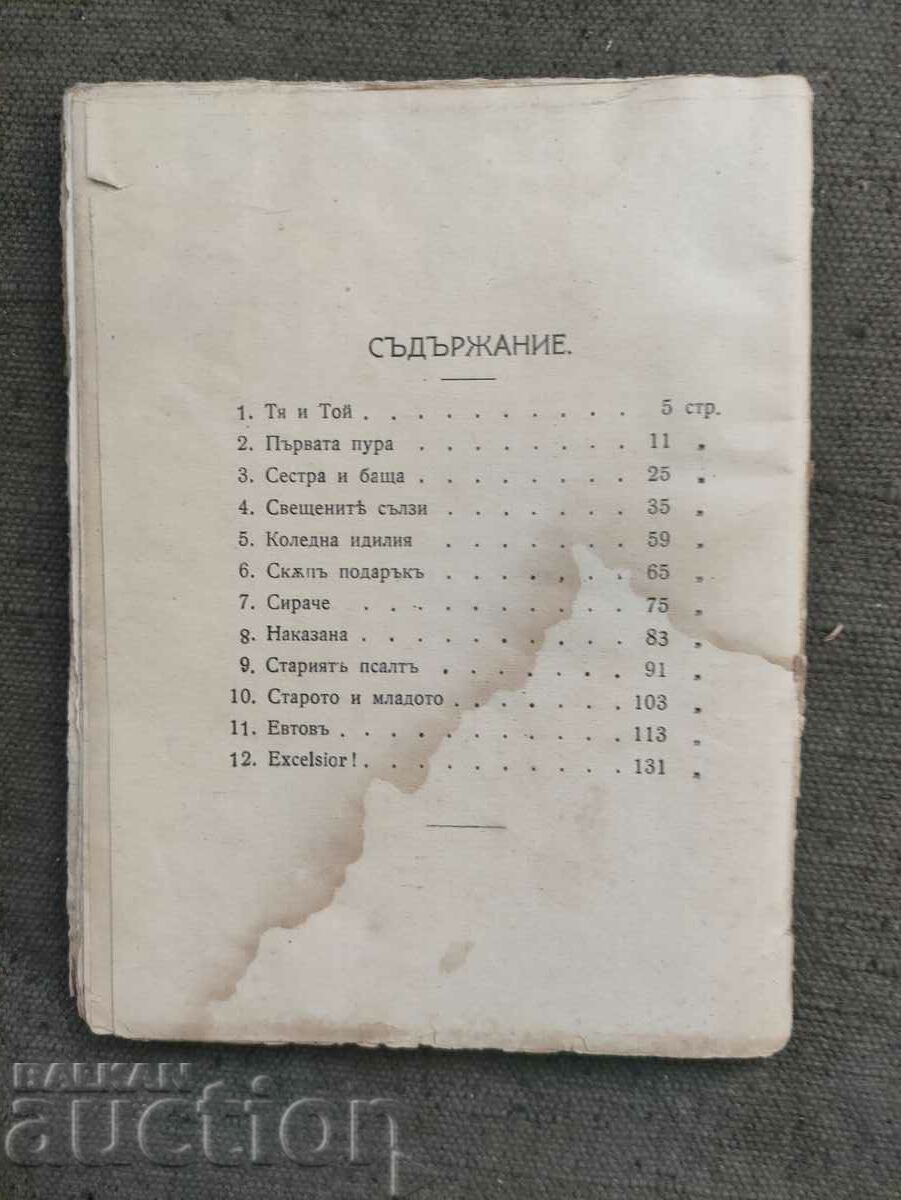 СЪДЪРЖАНИЕ.
1. Тя и Той . . . . . . . . . . 5 стр.
2. Първата пура . . . . . . . . 11 „
3. Сестра и баща . . . . . . . . 25 „
4. Свещенитѣ сълзи . . . . . . . 35 „
5. Коледна идилия . . . . . . . 59 „
6. Скѫпъ подаръкъ . . . . . . . 65 „
7. Сираче . . . . . . . . . . 75 „
8. Наказана . . . . . . . . . . 83 „
9. Стариятъ псалтъ . . . . . . . 91 „
10. Старото и младото . . . . . . . 103 „
11. Евтовъ . . . . . . . . . . . 113 „
12. Excelsior! . . . . . . . . . . 131 „
BALKAN
auction